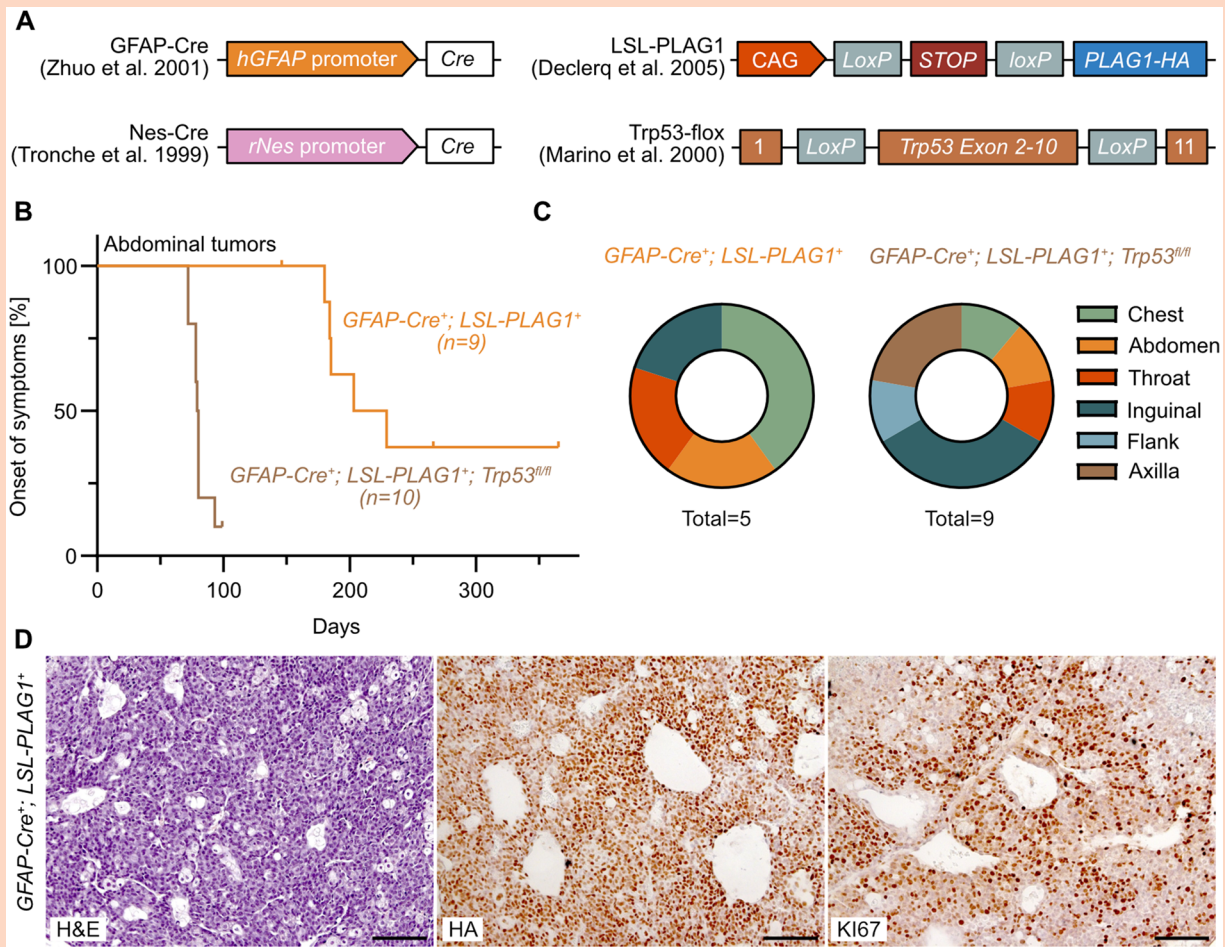 A
GFAP-Cre
(Zhuo et al. 2001)
hGFAP promoter
Cre
LSL-PLAG1
(Declerq et al. 2005)
CAG
LoxP
STOP
loxP
PLAG1-HA
Nes-Cre
(Tronche et al. 1999)
rNes promoter
Cre
Trp53-flox
(Marino et al. 2000)
1
LoxP
Trp53 Exon 2-10
LoxP
11
B
Abdominal tumors
Onset of symptoms [%]
100
50
0
0
100
200
300
Days
GFAP-Cre⁺; LSL-PLAG1⁺
(n=9)
GFAP-Cre⁺; LSL-PLAG1⁺; Trp53ᶠˡ/ᶠˡ
(n=10)
C
GFAP-Cre⁺; LSL-PLAG1⁺
Total=5
GFAP-Cre⁺; LSL-PLAG1⁺; Trp53ᶠˡ/ᶠˡ
Total=9
Chest
Abdomen
Throat
Inguinal
Flank
Axilla
D
GFAP-Cre⁺; LSL-PLAG1⁺
H&E
HA
KI67